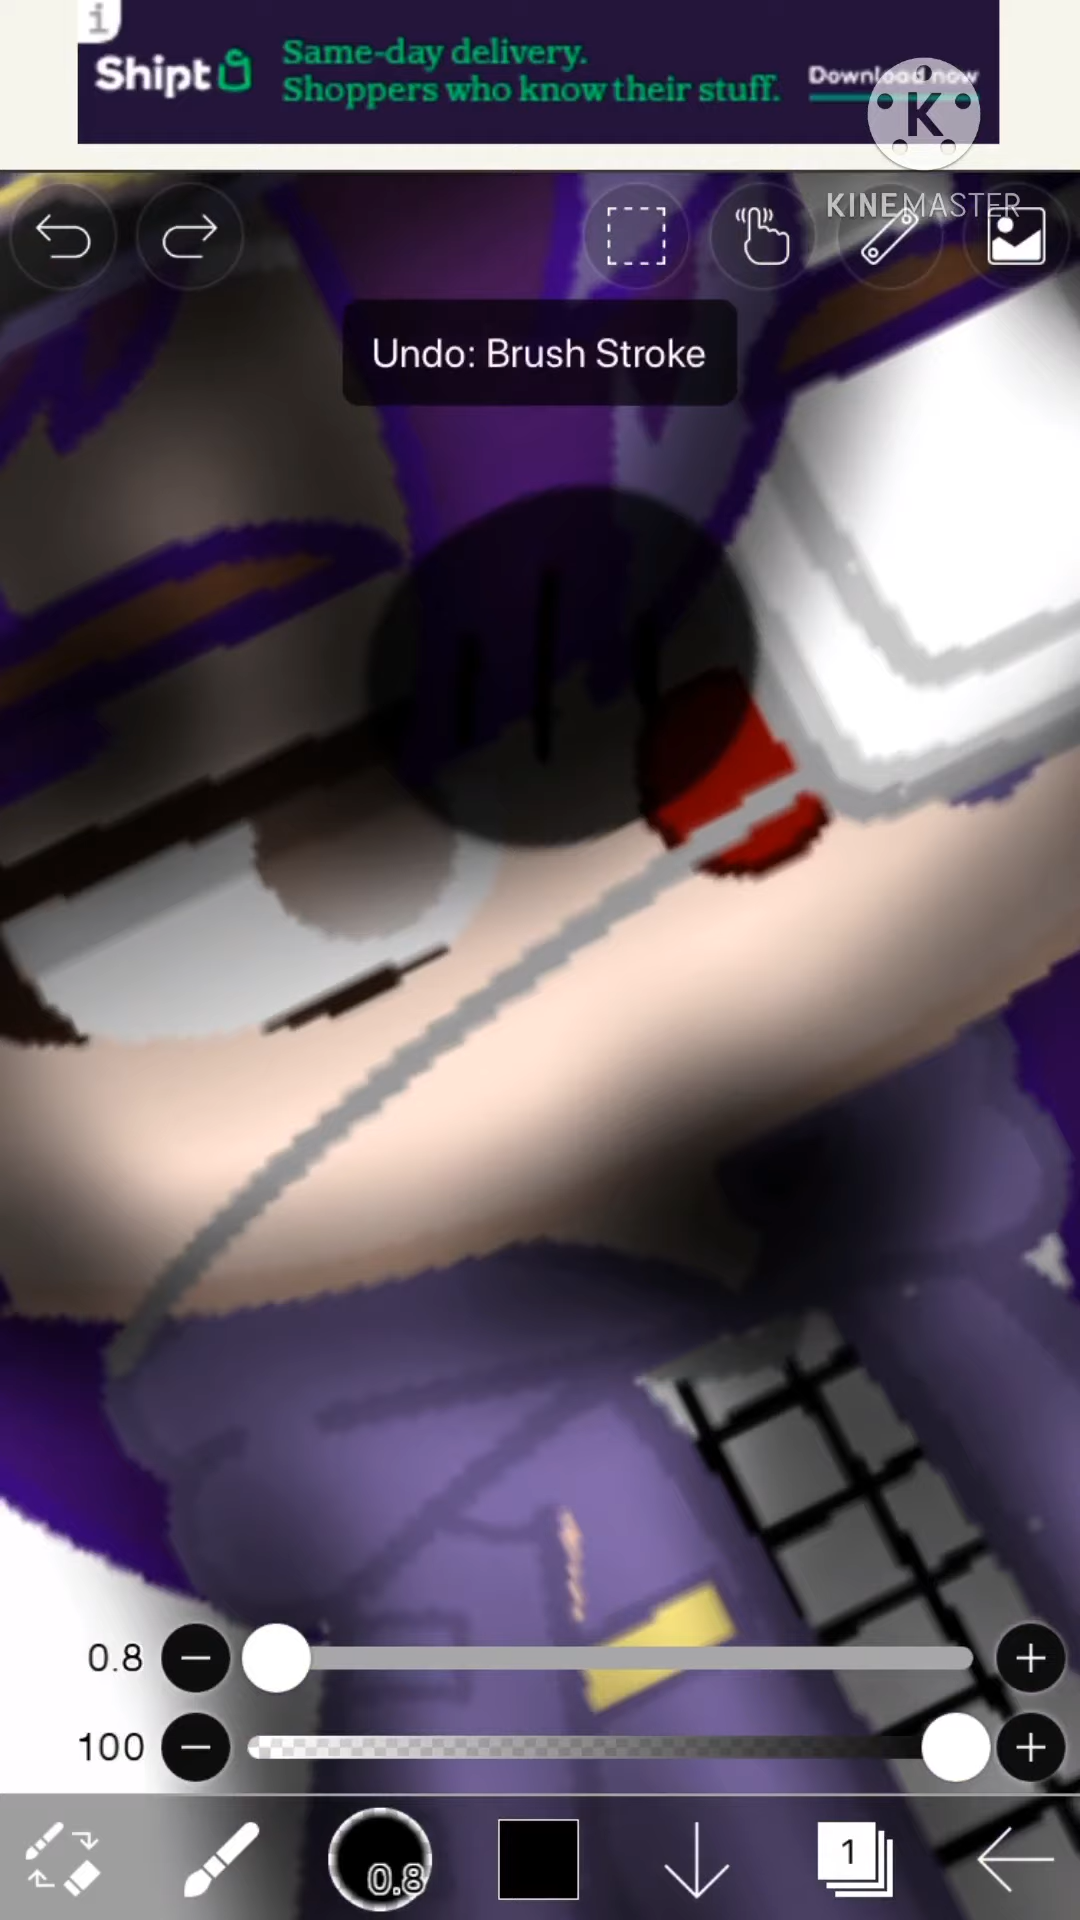 i
Shipt
Same-day delivery.
Shoppers who know their stuff.
Download now
K
KINEMASTER
Undo: Brush Stroke
0.8
100
0.8
1